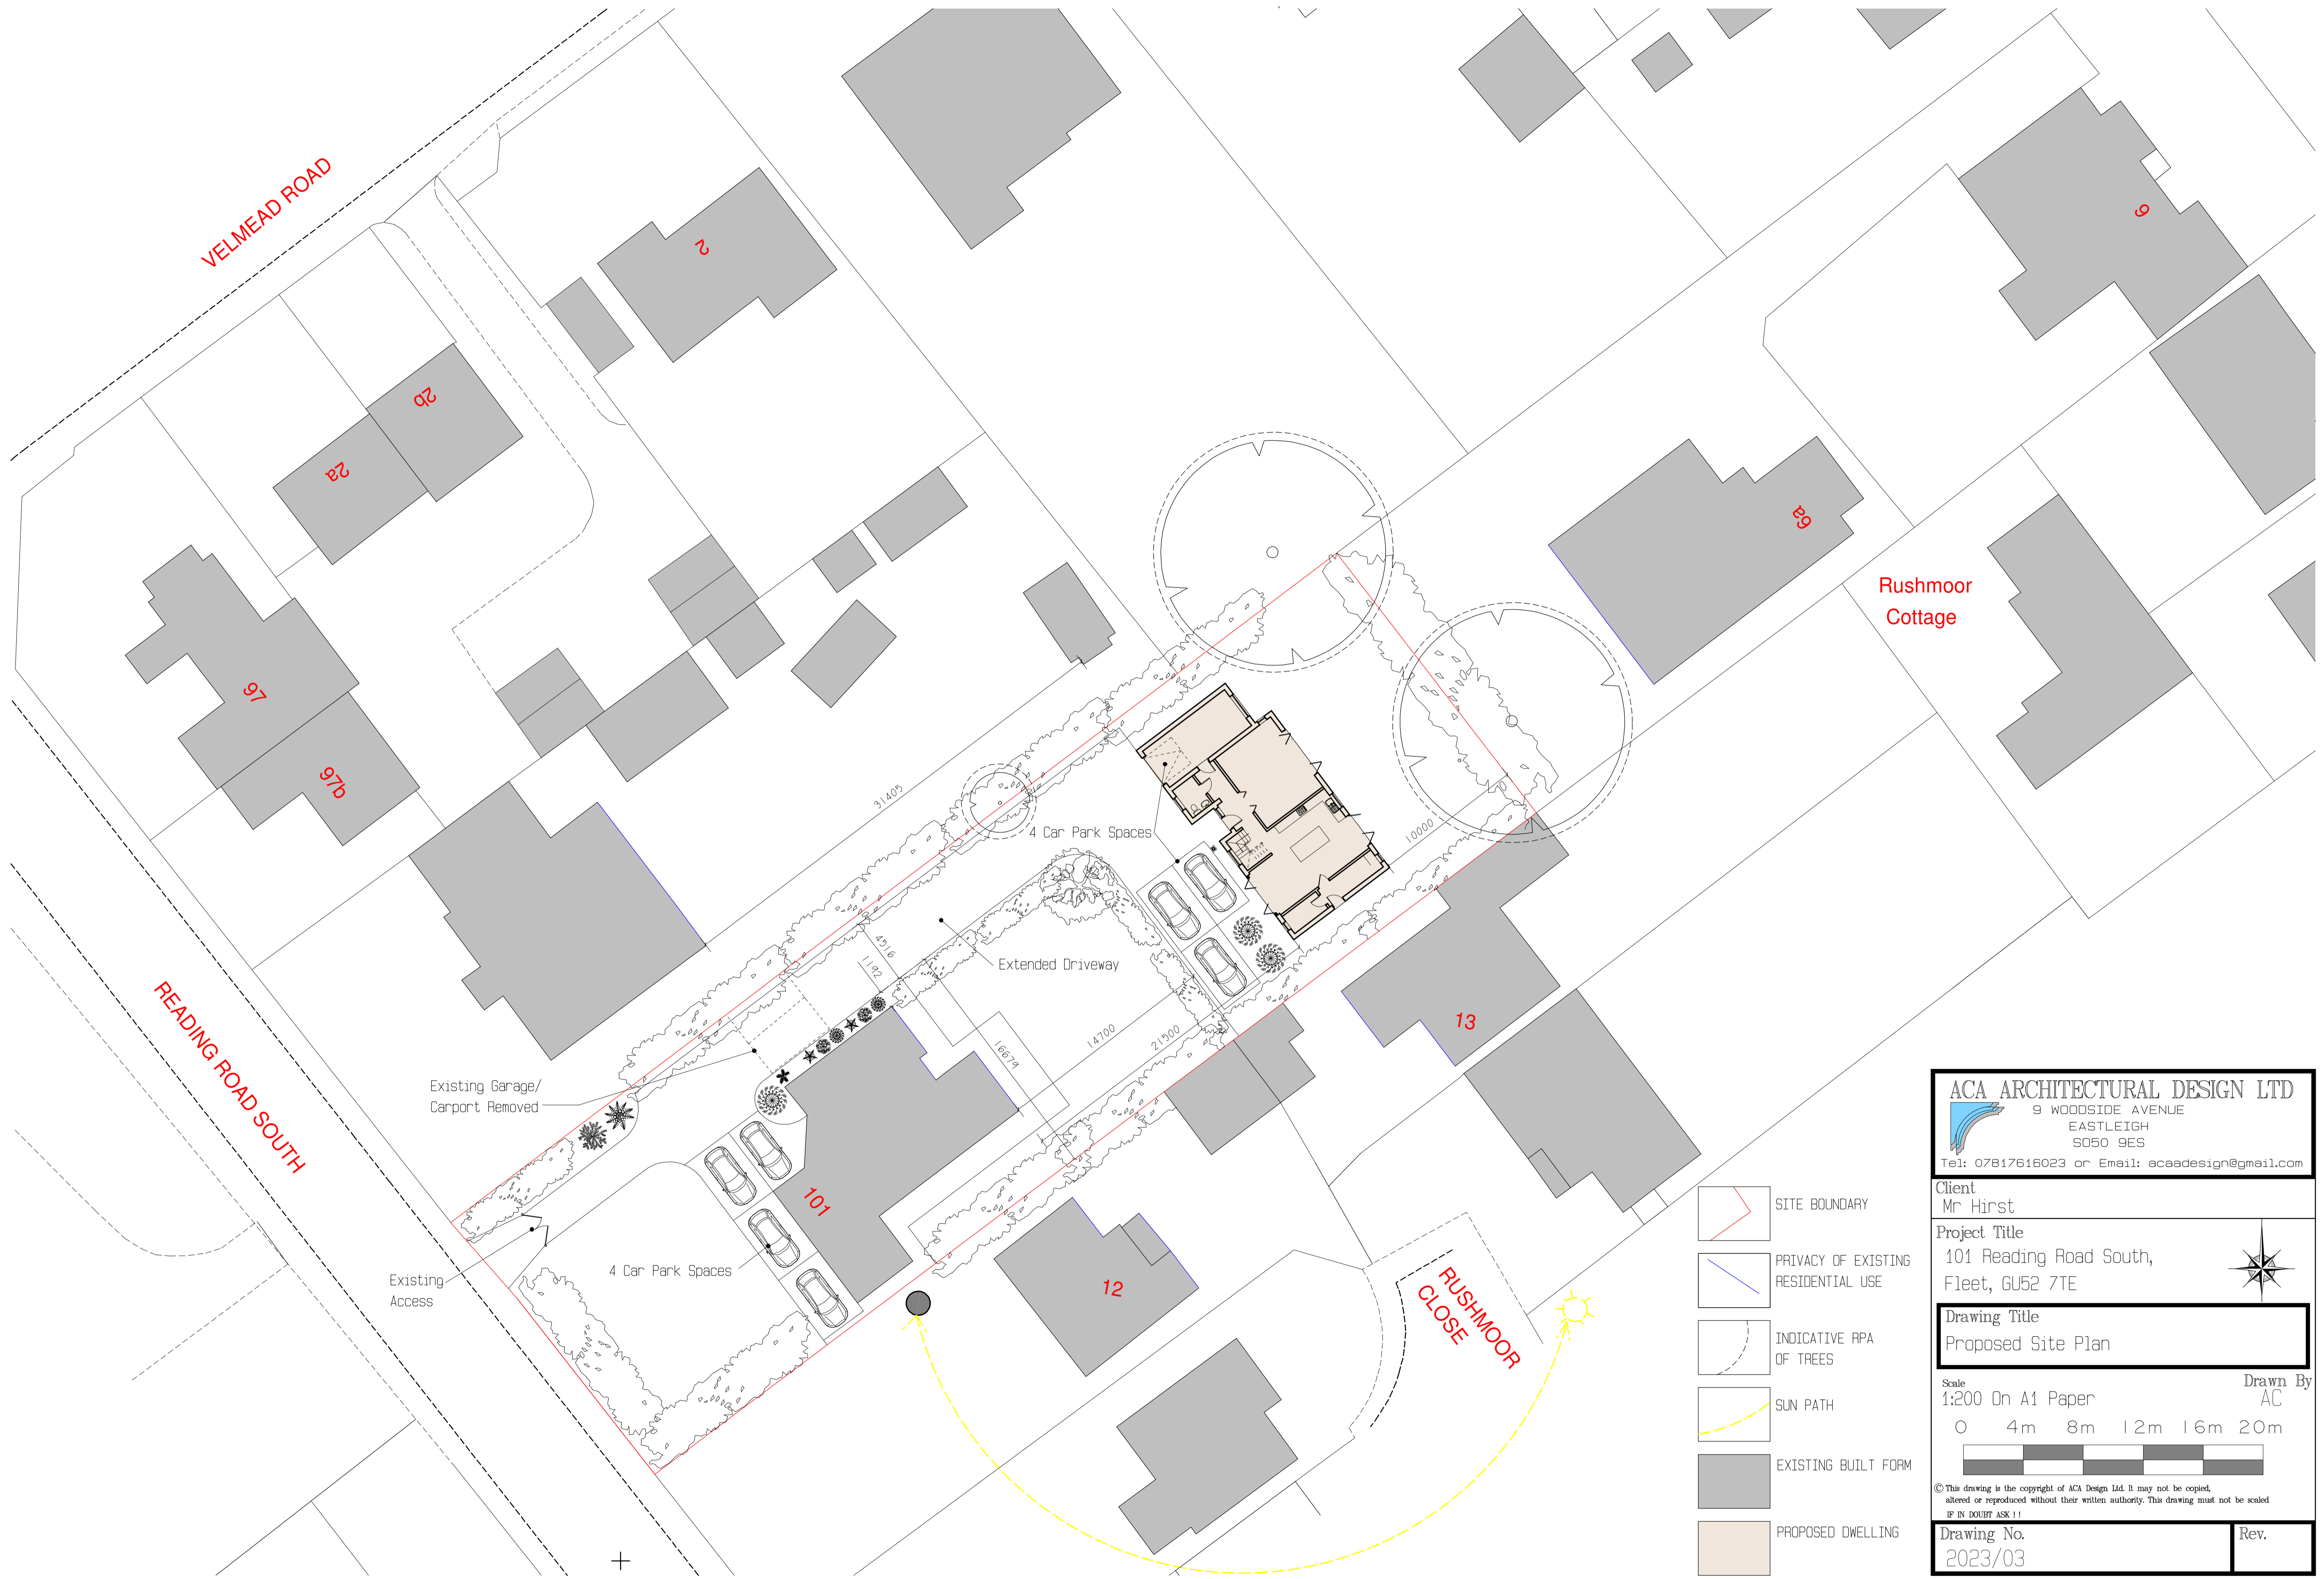 VELMEAD ROAD
2
2b
2a
97
97b
9
6a
Rushmoor
Cottage
31405
4 Car Park Spaces
10000
4516
1192
Extended Driveway
16679
14700
21500
13
READING ROAD SOUTH
Existing Garage/
Carport Removed
101
4 Car Park Spaces
Existing
Access
12
RUSHMOOR
CLOSE
SITE BOUNDARY
PRIVACY OF EXISTING
RESIDENTIAL USE
INDICATIVE RPA
OF TREES
SUN PATH
EXISTING BUILT FORM
PROPOSED DWELLING
ACA ARCHITECTURAL DESIGN LTD
9 WOODSIDE AVENUE
EASTLEIGH
SO50 9ES
Tel: 07817616023 or Email: acaadesign@gmail.com
Client
Mr Hirst
Project Title
101 Reading Road South,
Fleet, GU52 7TE
Drawing Title
Proposed Site Plan
Scale
1:200 On A1 Paper
Drawn By
AC
0 4m 8m 12m 16m 20m
© This drawing is the copyright of ACA Design Ltd. It may not be copied,
altered or reproduced without their written authority. This drawing must not be scaled
IF IN DOUBT ASK !!
Drawing No.
2023/03
Rev.